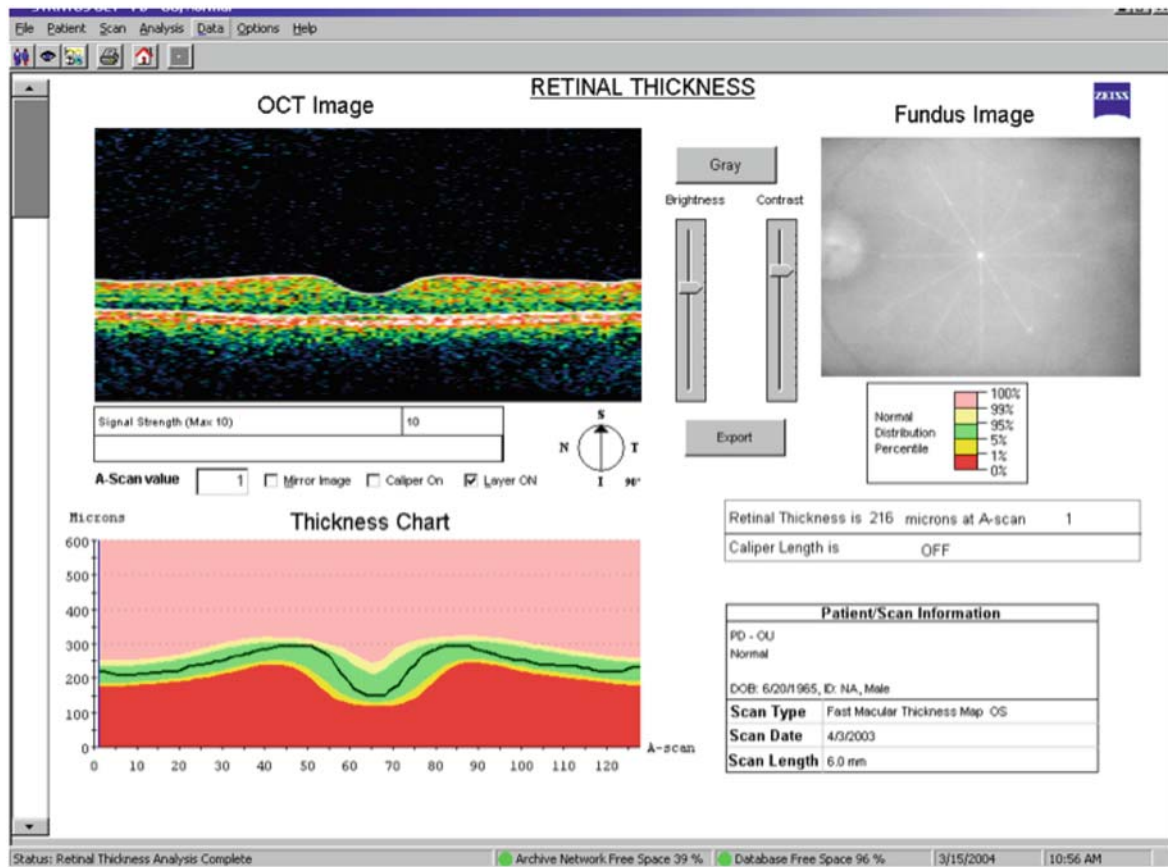 File Patient Scan Analysis Data Options Help
RETINAL THICKNESS
ZEISS
OCT Image
Fundus Image
Gray
Brightness Contrast
Signal Strength (Max 10) 10
S
N T
I 90°
Export
Normal Distribution Percentile
100%
99%
95%
5%
1%
0%
A-Scan value 1 Mirror Image Caliper On Layer ON
Retinal Thickness is 216 microns at A-scan 1
Caliper Length is OFF
Microns
Thickness Chart
600
500
400
300
200
100
0
A-scan
0 10 20 30 40 50 60 70 80 90 100 110 120
Patient/Scan Information
PD - OU
Normal
DOB: 6/20/1965, ID: NA, Male
Scan Type Fast Macular Thickness Map OS
Scan Date 4/3/2003
Scan Length 6.0 mm
Status: Retinal Thickness Analysis Complete Archive Network Free Space 39 % Database Free Space 96 % 3/15/2004 10:56 AM